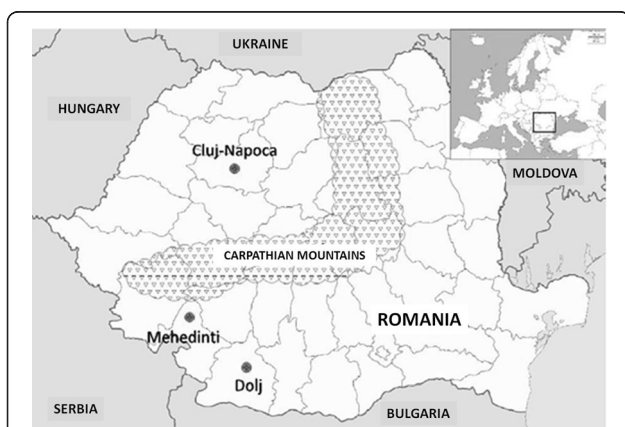 UKRAINE
HUNGARY
Cluj-Napoca
MOLDOVA
CARPATHIAN MOUNTAINS
ROMANIA
Mehedinti
Dolj
SERBIA
BULGARIA